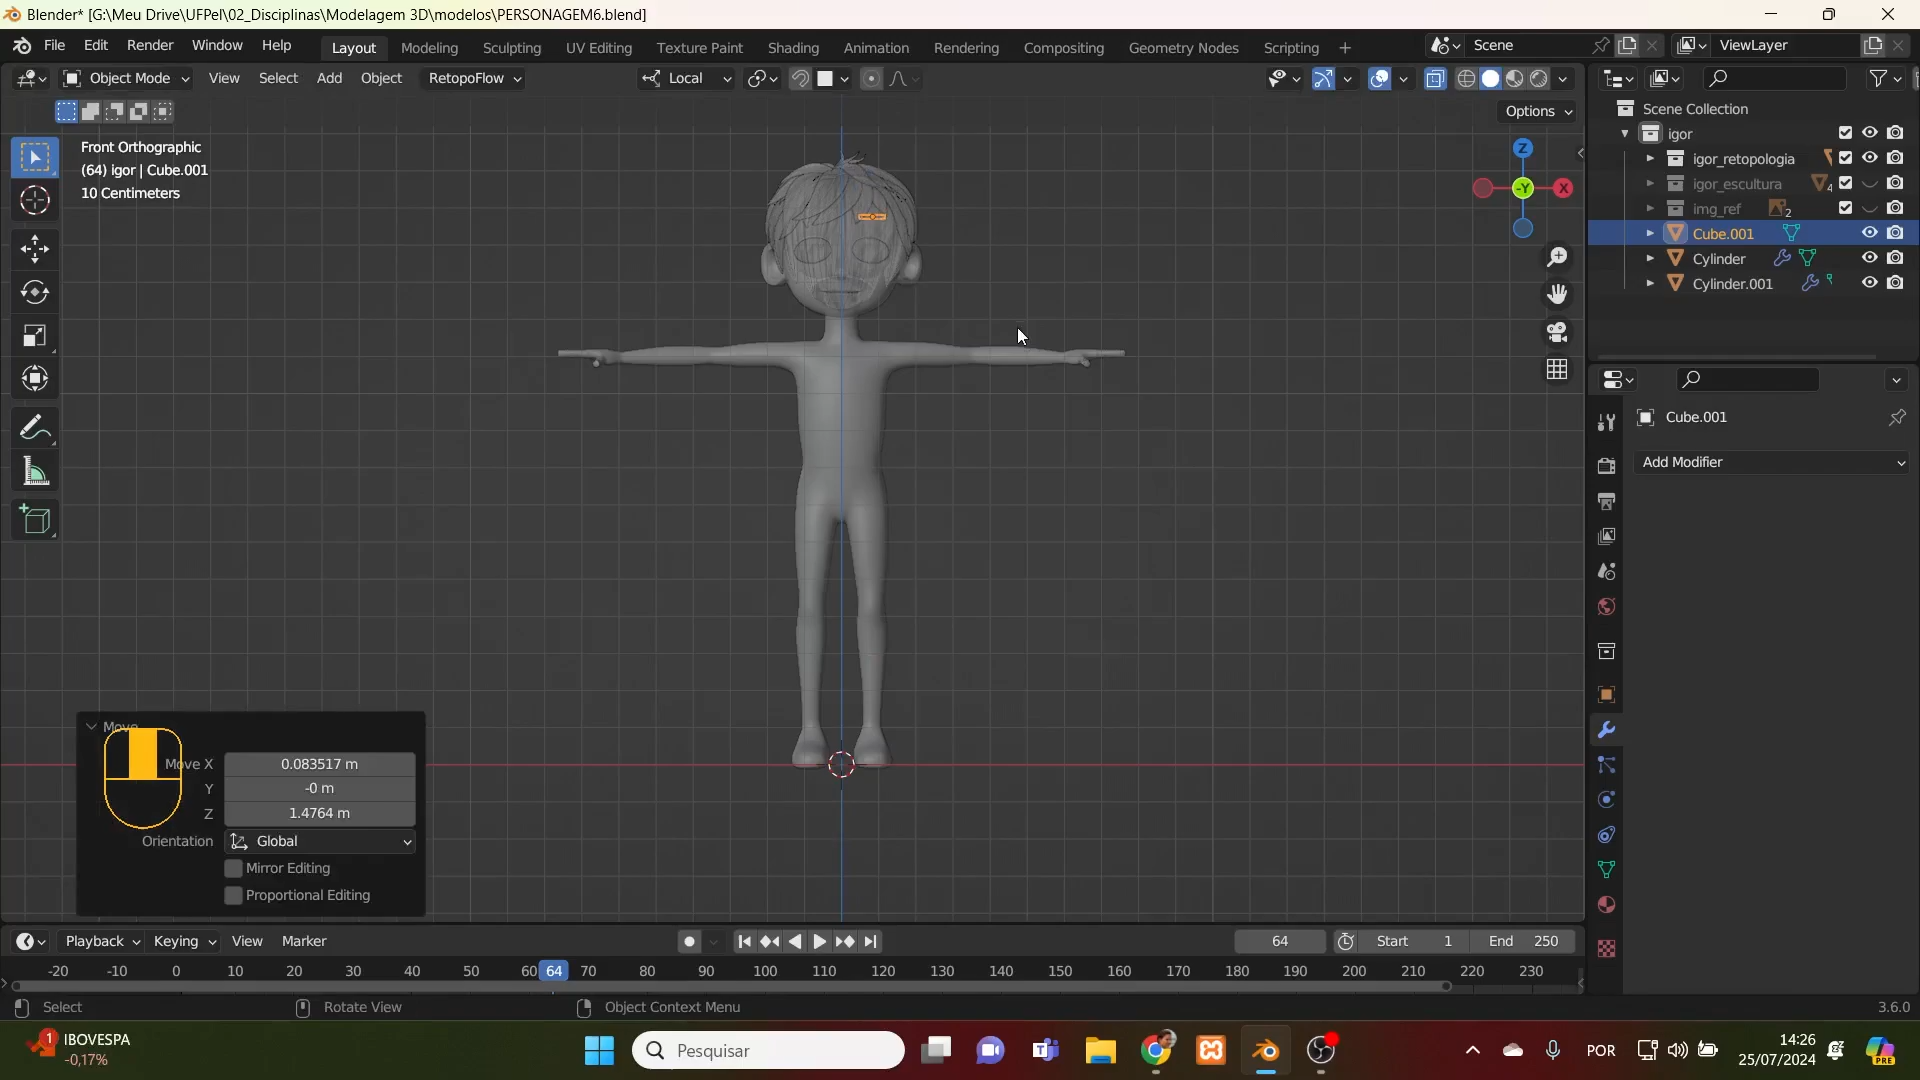 Blender* [G:\Meu Drive\UFPel\02_Disciplinas\Modelagem 3D\modelos\PERSONAGEM6.blend]
File Edit Render Window Help Layout Modeling Sculpting UV Editing Texture Paint Shading Animation Rendering Compositing Geometry Nodes Scripting + Scene ViewLayer
Object Mode View Select Add Object RetopoFlow Local
Options
Scene Collection
igor
igor_retopologia
igor_escultura 4
img_ref 2
Cube.001
Cylinder
Cylinder.001
Front Orthographic
(64) igor | Cube.001
10 Centimeters
Z
-Y X
Cube.001
Add Modifier
Move
Move X 0.083517 m
Y -0 m
Z 1.4764 m
Orientation Global
Mirror Editing
Proportional Editing
Playback Keying View Marker 64 Start 1 End 250
-20 -10 0 10 20 30 40 50 60 64 70 80 90 100 110 120 130 140 150 160 170 180 190 200 210 220 230
Select Rotate View Object Context Menu 3.6.0
1 IBOVESPA
-0,17%
Pesquisar
POR
14:26
25/07/2024
PRE